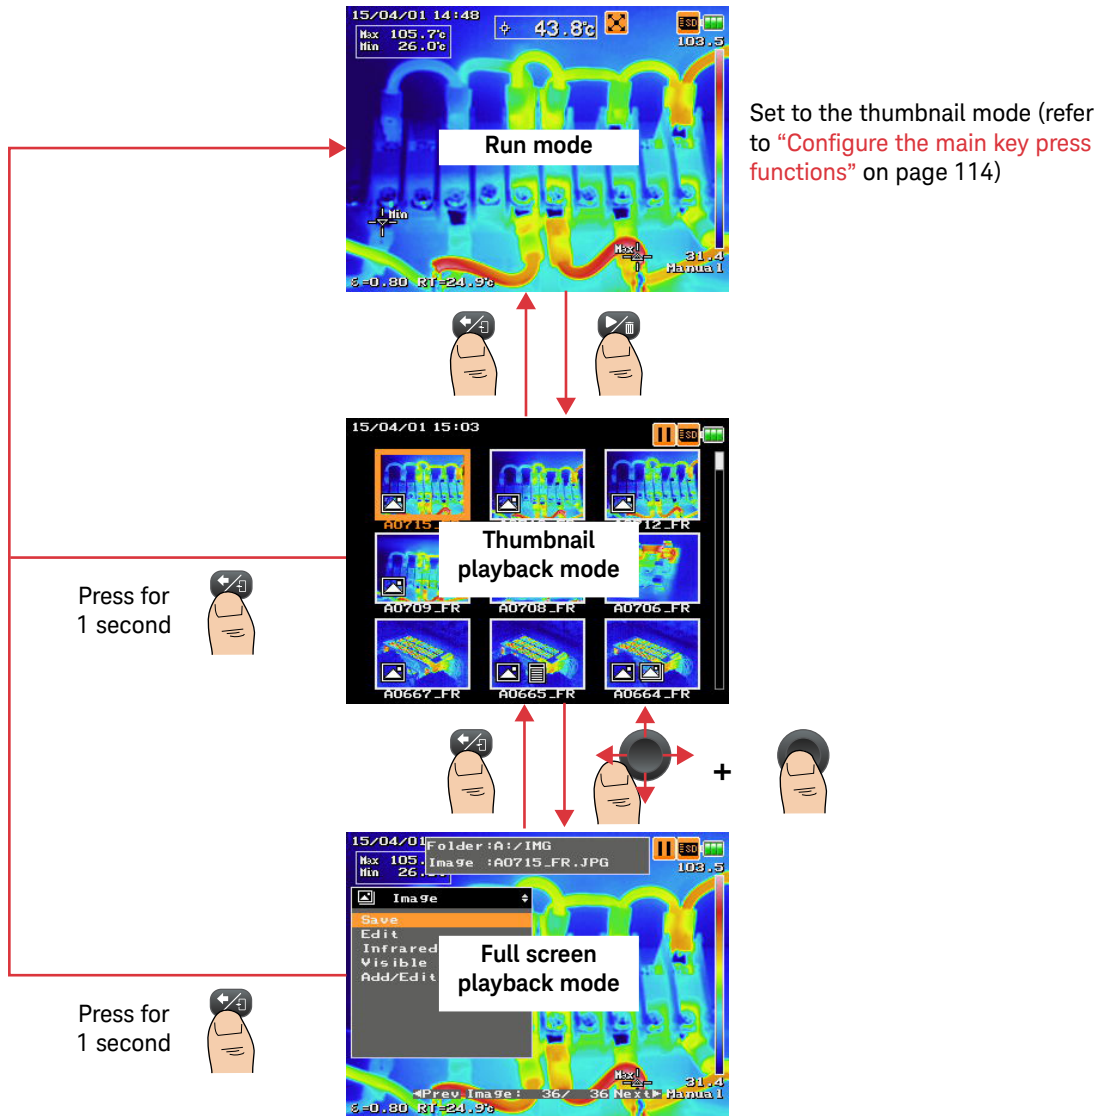 15/04/01 14:48
Max 105.7℃
Min 26.0℃
43.8℃
103.5
Run mode
Min
Max
31.4
Manual
ε=0.80 RT=24.9℃
Set to the thumbnail mode (refer
to “Configure the main key press
functions” on page 114)
15/04/01 15:03
A0715_
12_FR
Thumbnail
playback mode
A0709_FR A0708_FR A0706_FR
A0667_FR A0665_FR A0664_FR
Press for
1 second
+
15/04/01
Folder:A:/IMG
Image :A0715_FR.JPG
Max 105.
Min 26.
103.5
Image
Save
Edit
Infrared
Visible
Add/Edit
Full screen
playback mode
Max
31.4
◀Prev.Image: 36/ 36 Next▶ Manual
ε=0.80 RT=24.9℃
Press for
1 second